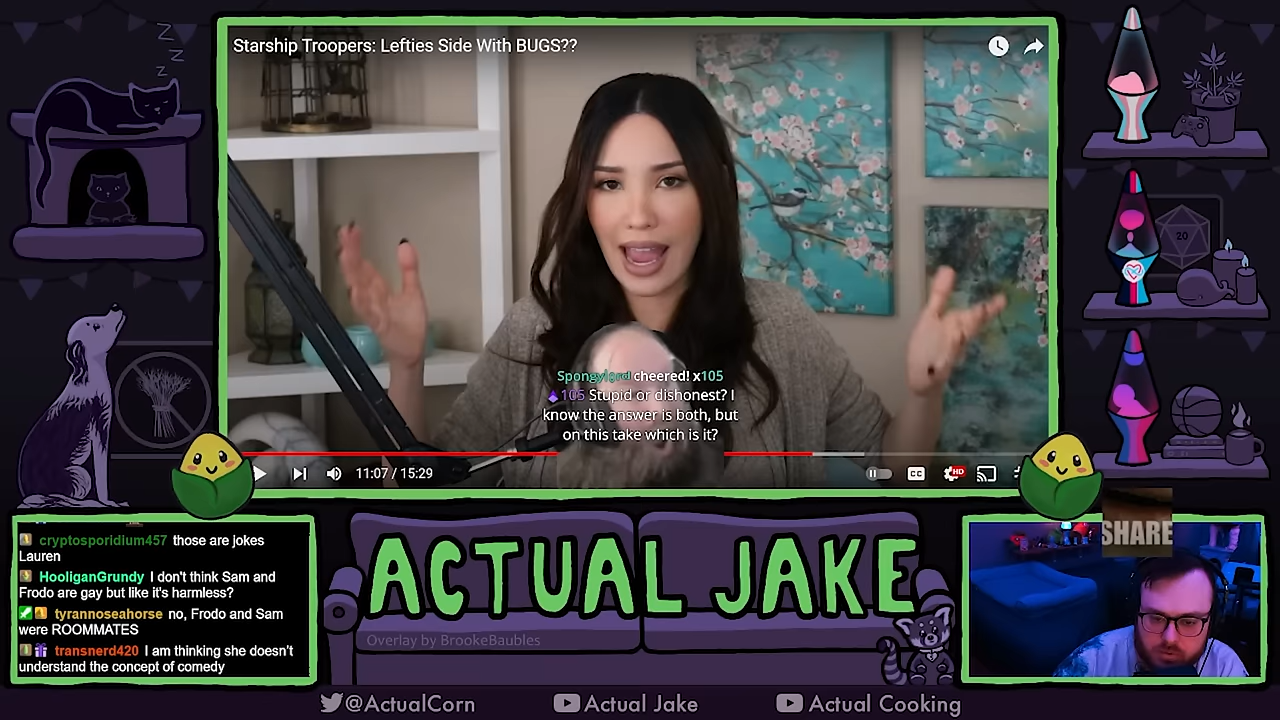 Starship Troopers: Lefties Side With BUGS??
Spongylord cheered! x105
105 Stupid or dishonest? I
know the answer is both, but
on this take which is it?
11:07 / 15:29
CC
HD
20
cryptosporidium457 those are jokes
Lauren
HooliganGrundy I don't think Sam and
Frodo are gay but like it's harmless?
tyrannoseahorse no, Frodo and Sam
were ROOMMATES
transnerd420 I am thinking she doesn't
understand the concept of comedy
ACTUAL JAKE
Overlay by BrookeBaubles
SHARE
@ActualCorn
Actual Jake
Actual Cooking